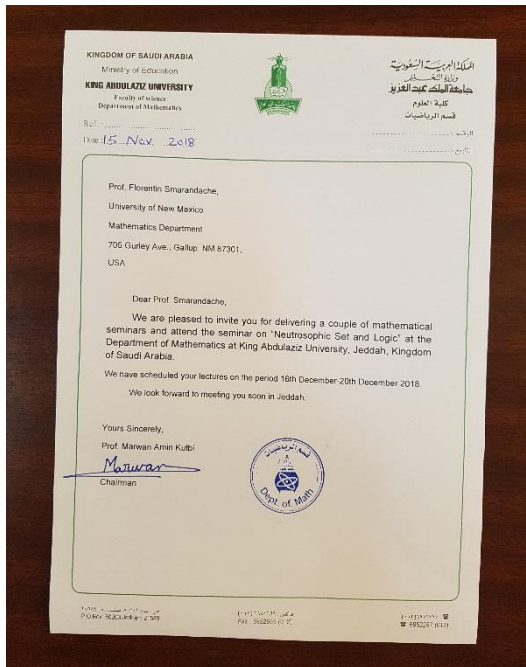 KINGDOM OF SAUDI ARABIA
Ministry of Education
KING ABDULAZIZ UNIVERSITY
Faculty of science
Department of Mathematics
Ref.
Date: 15 Nov. 2018
المملكة العربية السعودية
وزارة التعليم
جامعة الملك عبد العزيز
كلية العلوم
قسم الرياضيات
الرقم:
Prof. Florentin Smarandache,
University of New Mexico
Mathematics Department
705 Gurley Ave., Gallup, NM 87301,
USA
Dear Prof. Smarandache,
We are pleased to invite you for delivering a couple of mathematical
seminars and attend the seminar on "Neutrosophic Set and Logic" at the
Department of Mathematics at King Abdulaziz University, Jeddah, Kingdom
of Saudi Arabia.
We have scheduled your lectures on the period 16th December-20th December 2018.
We look forward to meeting you soon in Jeddah.
Yours Sincerely,
Prof. Marwan Amin Kutbi
Marwan
Chairman
قسم الرياضيات
Dept. of Math